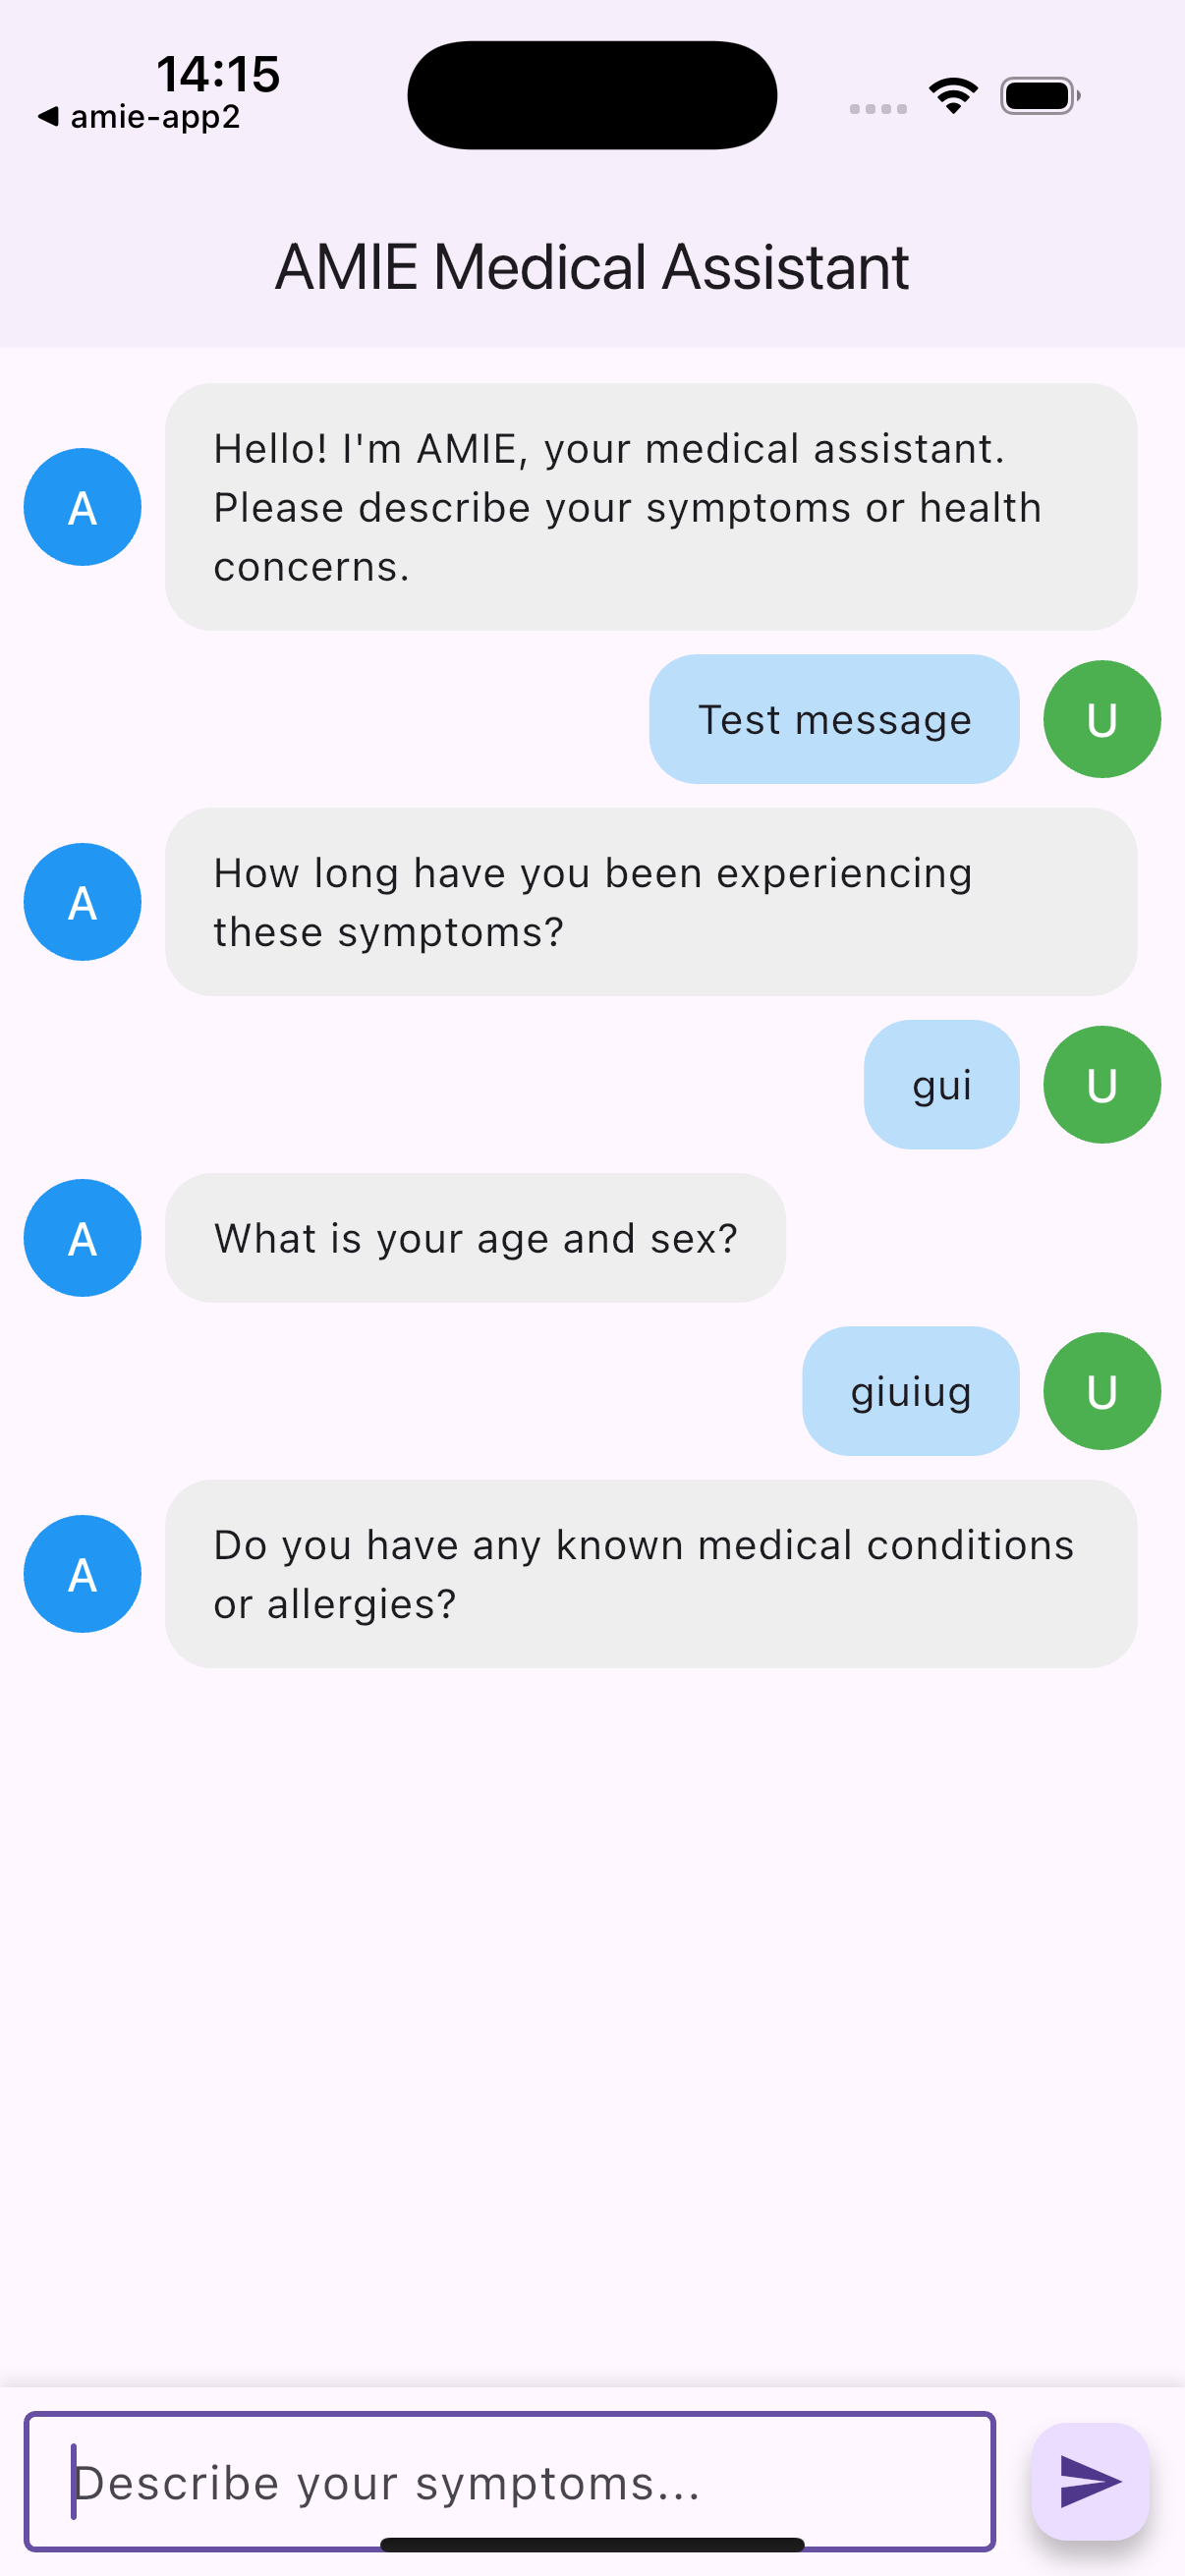 14:15
◀ amie-app2
AMIE Medical Assistant
A
Hello! I'm AMIE, your medical assistant.
Please describe your symptoms or health
concerns.
Test message
U
A
How long have you been experiencing
these symptoms?
gui
U
A
What is your age and sex?
giuiug
U
A
Do you have any known medical conditions
or allergies?
Describe your symptoms...